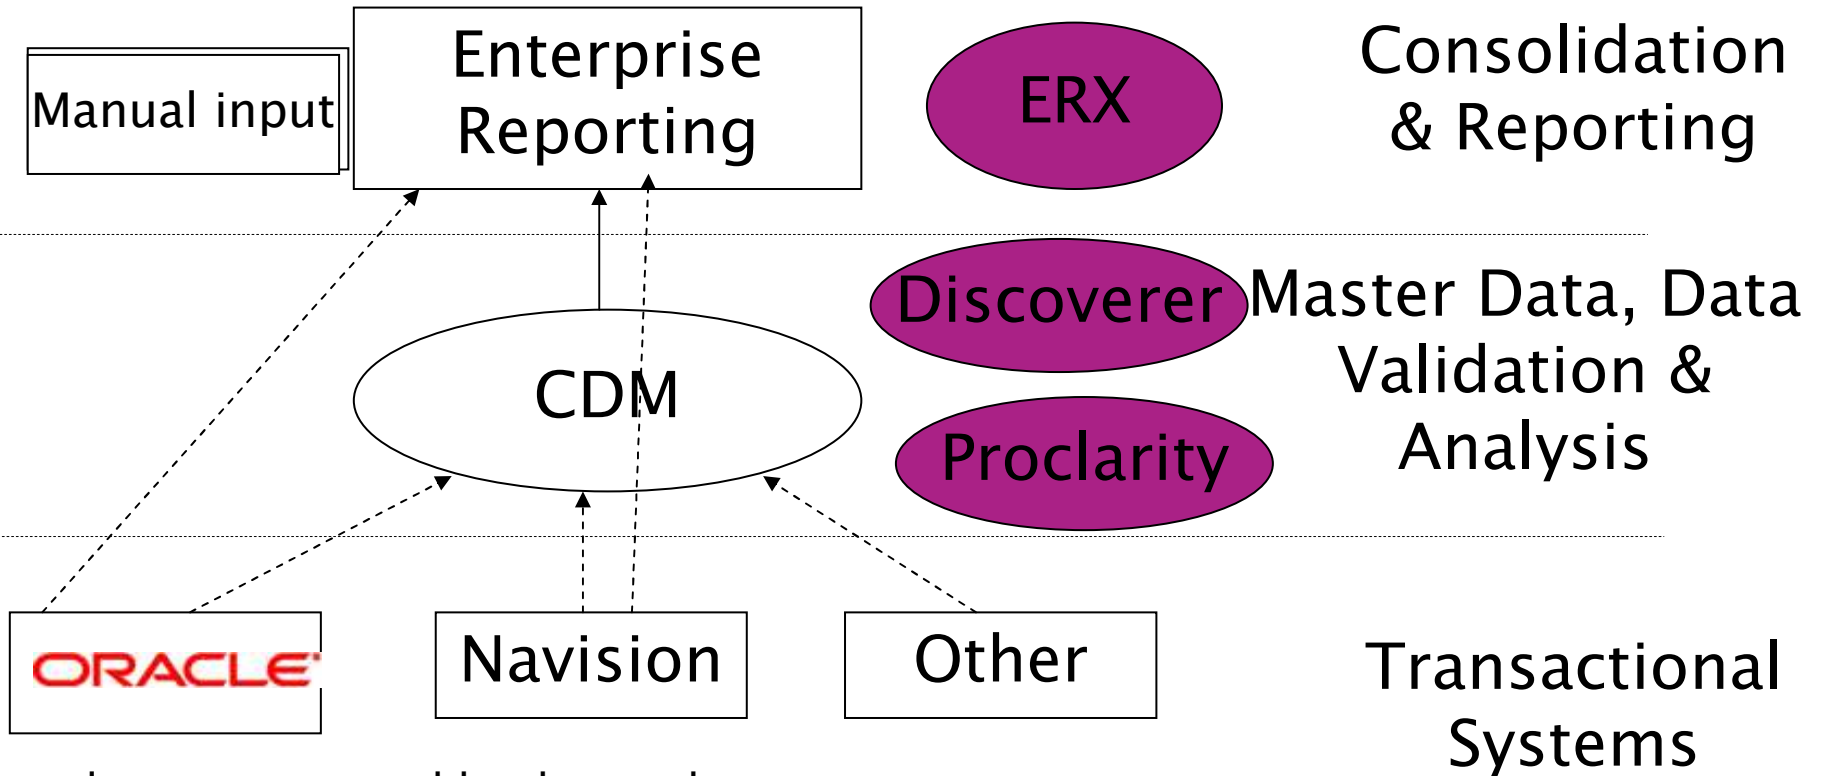 Manual input
Enterprise
Reporting
ERX
Consolidation
& Reporting
Discoverer
Proclarity
Master Data, Data
Validation &
Analysis
CDM
ORACLE
Navision
Other
Transactional
Systems